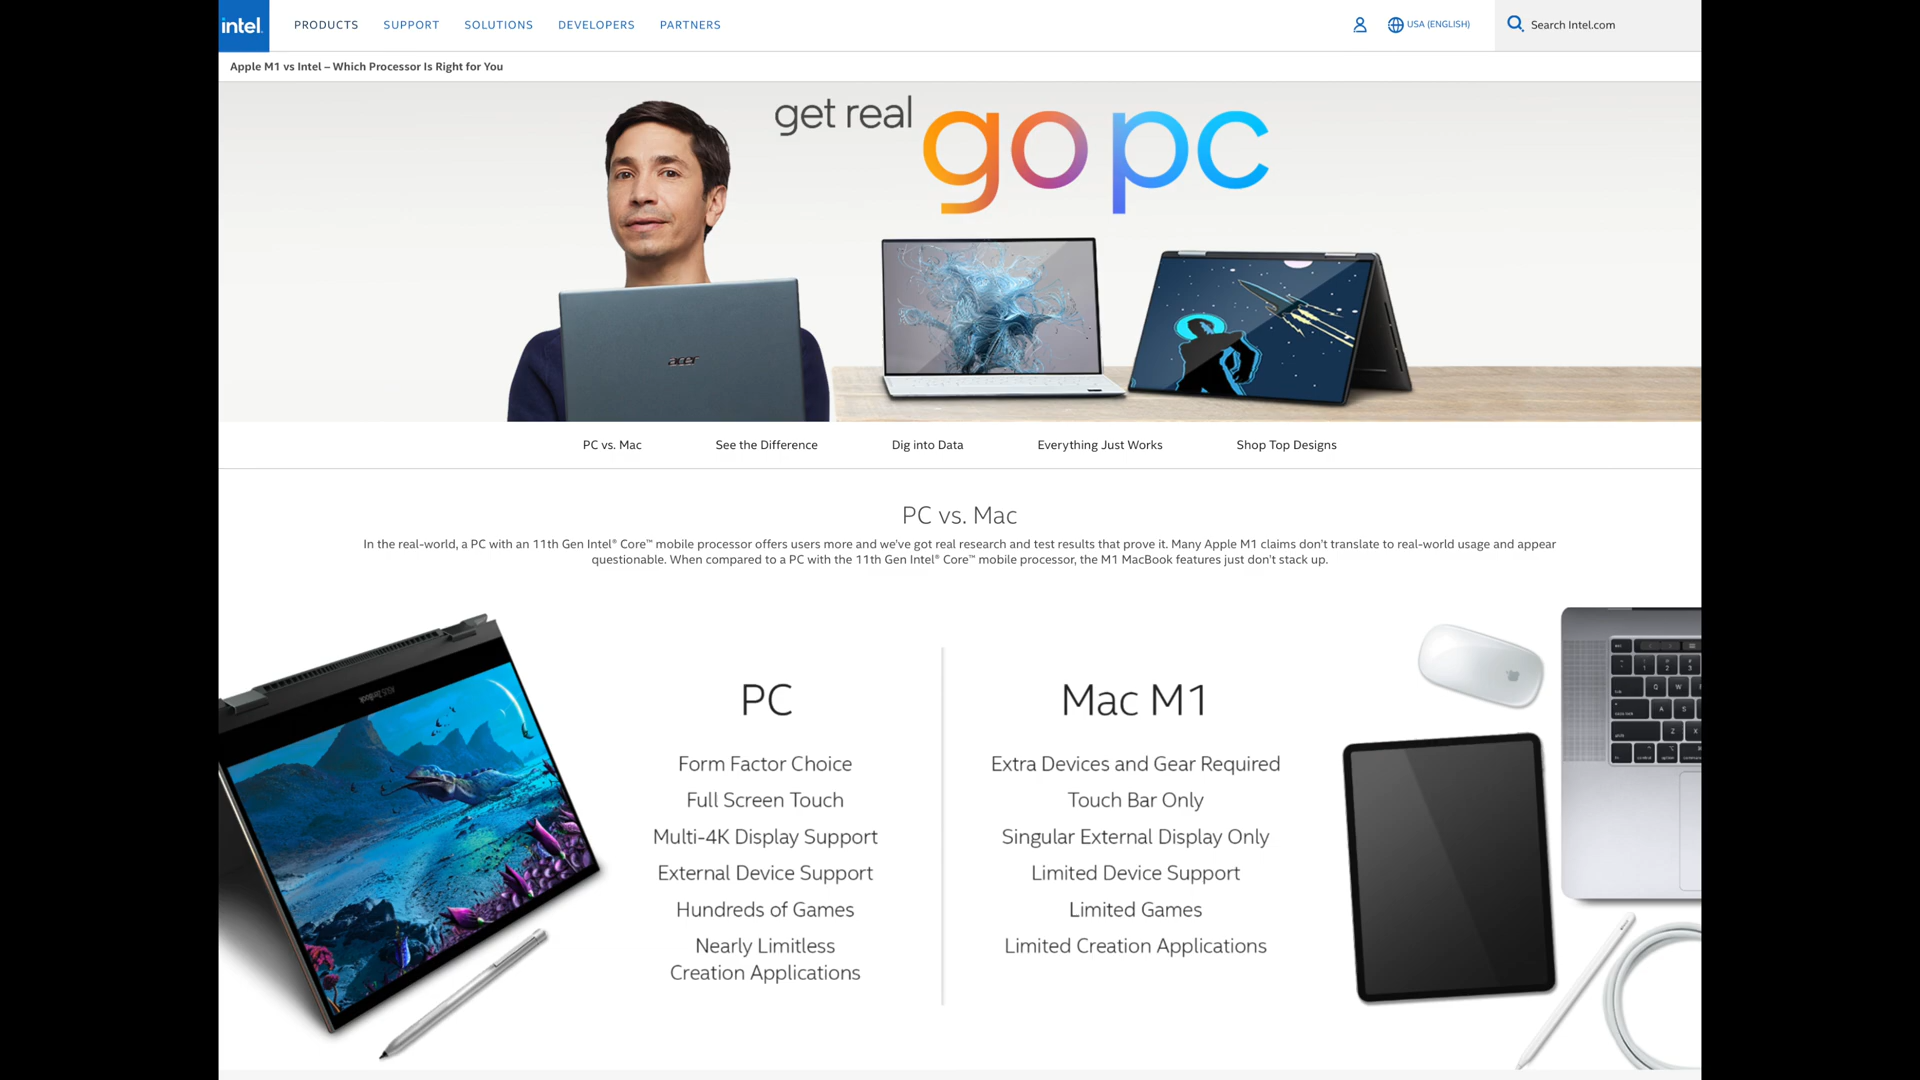 intel.
PRODUCTS
SUPPORT
SOLUTIONS
DEVELOPERS
PARTNERS
USA (ENGLISH)
Search Intel.com
Apple M1 vs Intel – Which Processor Is Right for You
get real
go pc
acer
PC vs. Mac
See the Difference
Dig into Data
Everything Just Works
Shop Top Designs
PC vs. Mac
In the real-world, a PC with an 11th Gen Intel® Core™ mobile processor offers users more and we've got real research and test results that prove it. Many Apple M1 claims don't translate to real-world usage and appear
questionable. When compared to a PC with the 11th Gen Intel® Core™ mobile processor, the M1 MacBook features just don't stack up.
PC
Form Factor Choice
Full Screen Touch
Multi-4K Display Support
External Device Support
Hundreds of Games
Nearly Limitless
Creation Applications
Mac M1
Extra Devices and Gear Required
Touch Bar Only
Singular External Display Only
Limited Device Support
Limited Games
Limited Creation Applications